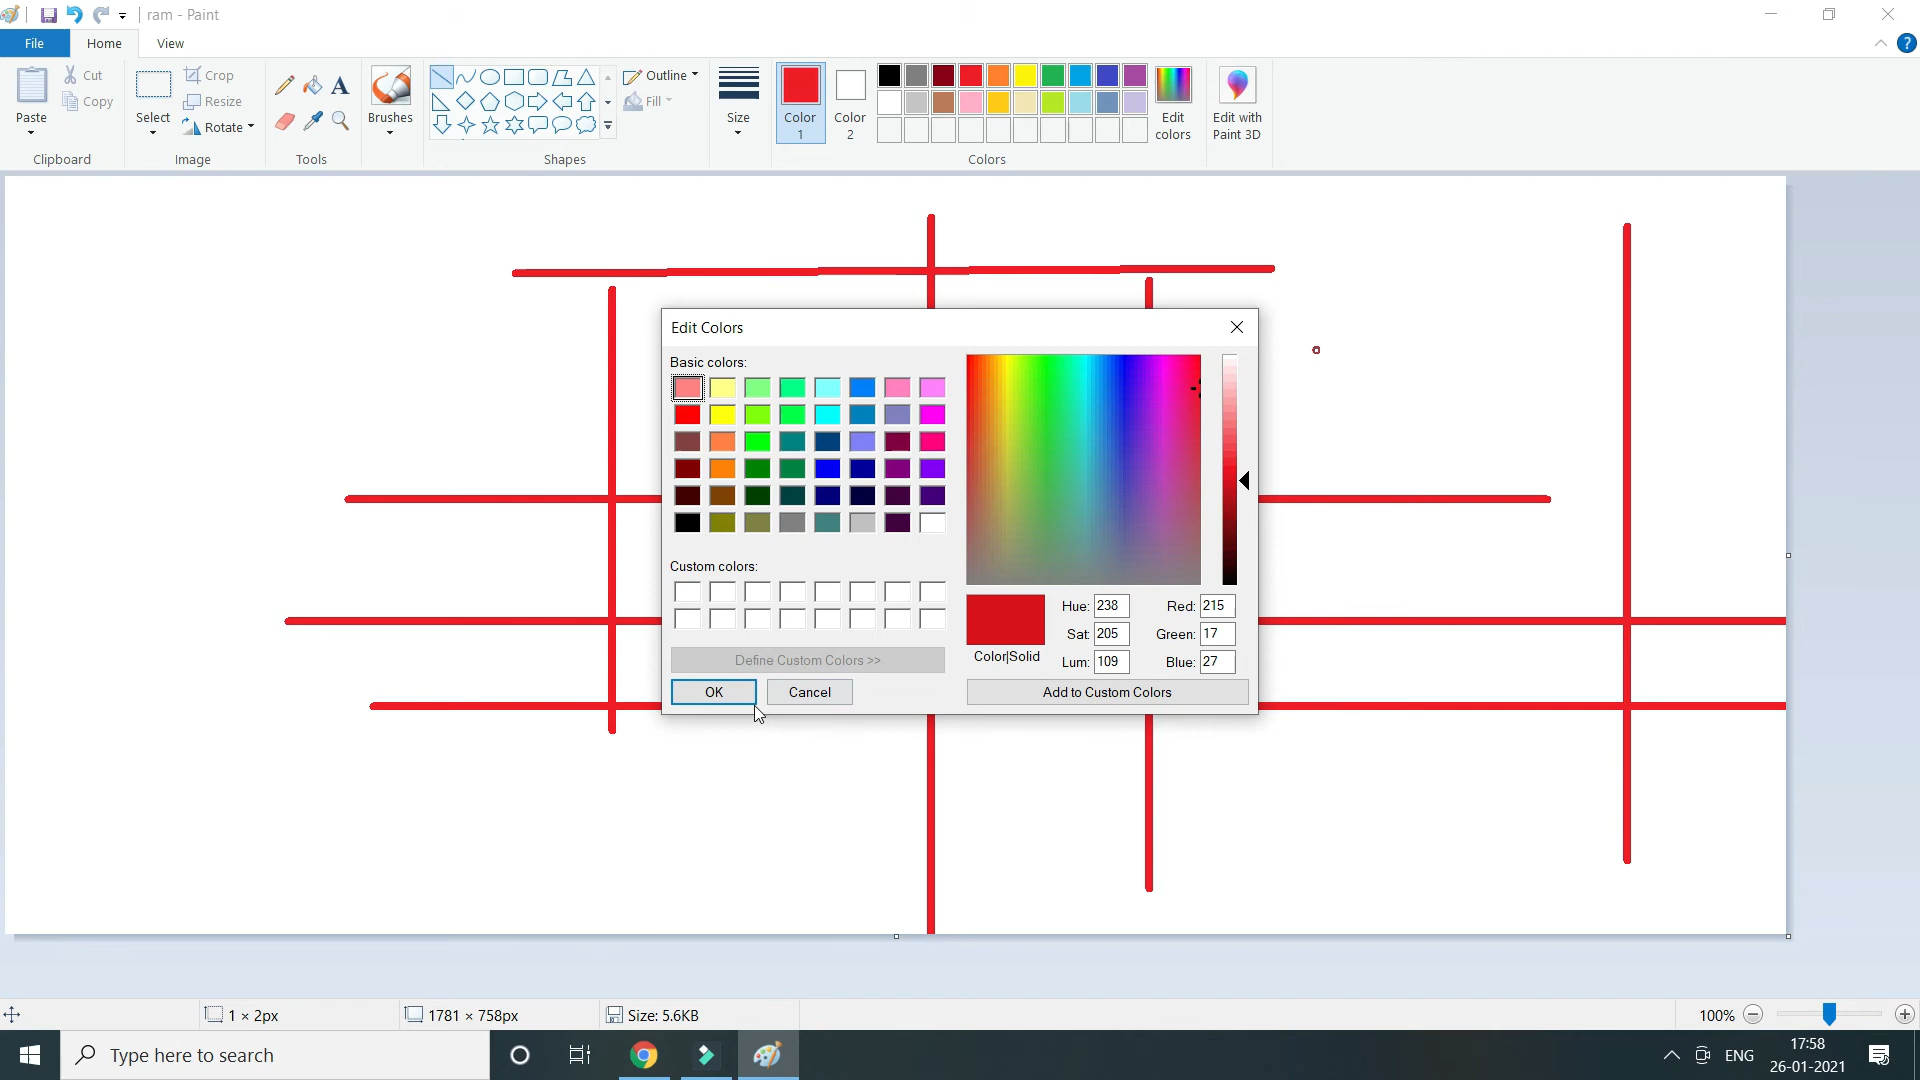 ram - Paint
File Home View
Paste Cut Copy Clipboard
Select Crop Resize Rotate Image
Tools
Brushes
Outline Fill Shapes
Size
Color 1
Color 2
Edit colors
Colors
Edit with Paint 3D
Edit Colors
Basic colors:
Custom colors:
Define Custom Colors >>
OK Cancel
Hue: 238 Red: 215
Sat: 205 Green: 17
Color|Solid Lum: 109 Blue: 27
Add to Custom Colors
1 × 2px 1781 × 758px Size: 5.6KB 100%
Type here to search
ENG
17:58
26-01-2021